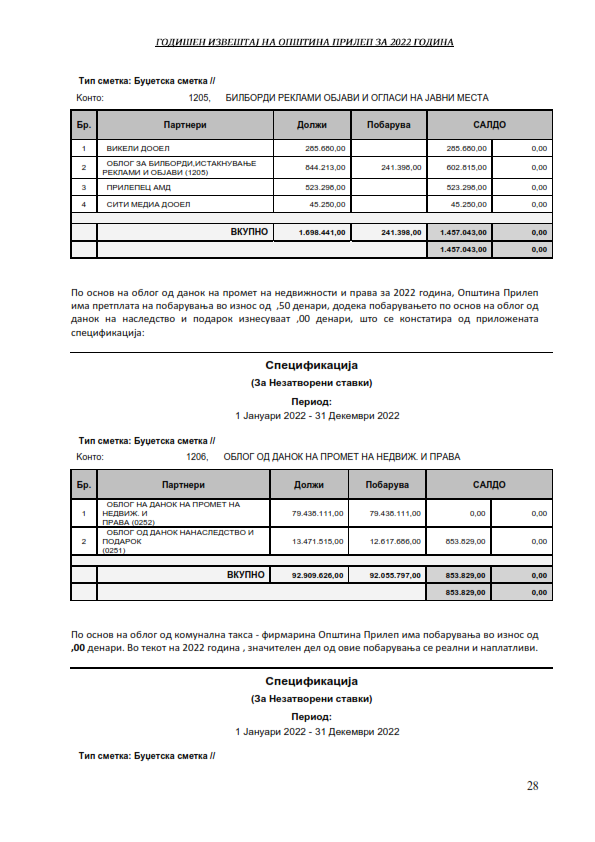 ГОДИШЕН ИЗВЕШТАЈ НА ОПШТИНА ПРИЛЕП ЗА 2022 ГОДИНА
Тип сметка: Буџетска сметка //
Konto: 1205, БИЛБОРДИ РЕКЛАМИ ОБЈАВИ И ОГЛАСИ НА ЈАВНИ МЕСТА
Бр. Партнери Должи Побарува САЛДО
1 ВИКЕЛИ ДООЕЛ 285.680,00 285.680,00 0,00
2 ОБЛОГ ЗА БИЛБОРДИ,ИСТАКНУВАЊЕ
РЕКЛАМИ И ОБЈАВИ (1205) 844.213,00 241.398,00 602.815,00 0,00
3 ПРИЛЕПЕЦ АМД 523.298,00 523.298,00 0,00
4 СИТИ МЕДИА ДООЕЛ 45.250,00 45.250,00 0,00
ВКУПНО 1.698.441,00 241.398,00 1.457.043,00 0,00
1.457.043,00 0,00
По основ на облог од данок на промет на недвижности и права за 2022 година, Општина Прилеп
има претплата на побарувања во износ од ,50 денари, додека побарувањето по основ на облог од
данок на наследство и подарок изнесуваат ,00 денари, што се констатира од приложената
спецификација:
Спецификација
(За Незатворени ставки)
Период:
1 Јануари 2022 - 31 Декември 2022
Тип сметка: Буџетска сметка //
Конто: 1206, ОБЛОГ ОД ДАНОК НА ПРОМЕТ НА НЕДВИЖ. И ПРАВА
Бр. Партнери Должи Побарува САЛДО
1 ОБЛОГ НА ДАНОК НА ПРОМЕТ НА
НЕДВИЖ. И
ПРАВА (0252) 79.438.111,00 79.438.111,00 0,00 0,00
2 ОБЛОГ ОД ДАНОК НАНАСЛЕДСТВО И
ПОДАРОК
(0251) 13.471.515,00 12.617.686,00 853.829,00 0,00
ВКУПНО 92.909.626,00 92.055.797,00 853.829,00 0,00
853.829,00 0,00
По основ на облог од комунална такса - фирмарина Општина Прилеп има побарувања во износ од
,00 денари. Во текот на 2022 година , значителен дел од овие побарувања се реални и наплатливи.
Спецификација
(За Незатворени ставки)
Период:
1 Јануари 2022 - 31 Декември 2022
Тип сметка: Буџетска сметка //
28